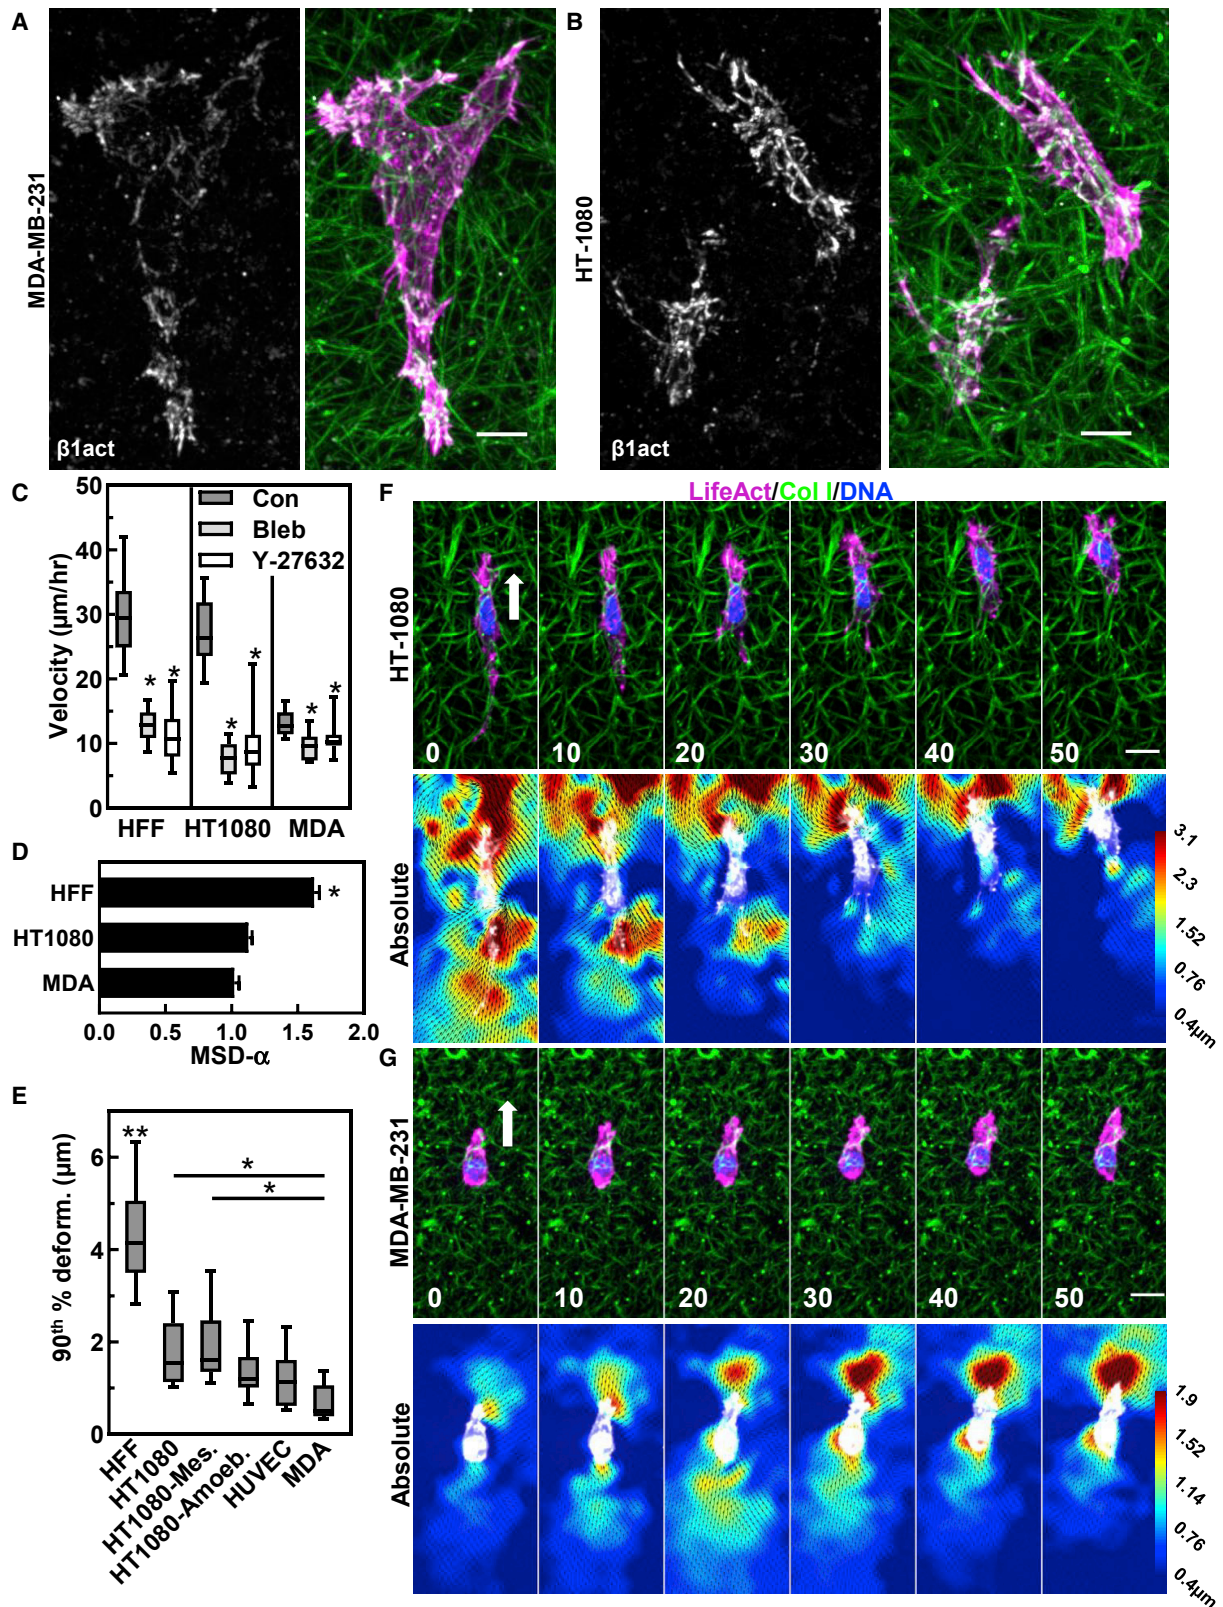 A
B
MDA-MB-231
β1act
HT-1080
β1act
C
Velocity (µm/hr)
50
40
30
20
10
0
Con
Bleb
Y-27632
*
*
*
*
*
*
HFF
HT1080
MDA
D
HFF
HT1080
MDA
*
0.0
0.5
1.0
1.5
2.0
MSD-α
E
90th % deform. (µm)
6
4
2
0
**
*
*
HFF
HT1080
HT1080-Mes.
HT1080-Amoeb.
HUVEC
MDA
F
LifeAct/Col I/DNA
HT-1080
0
10
20
30
40
50
Absolute
3.1
2.3
1.52
0.76
0.4µm
G
MDA-MB-231
0
10
20
30
40
50
Absolute
1.9
1.52
1.14
0.76
0.4µm